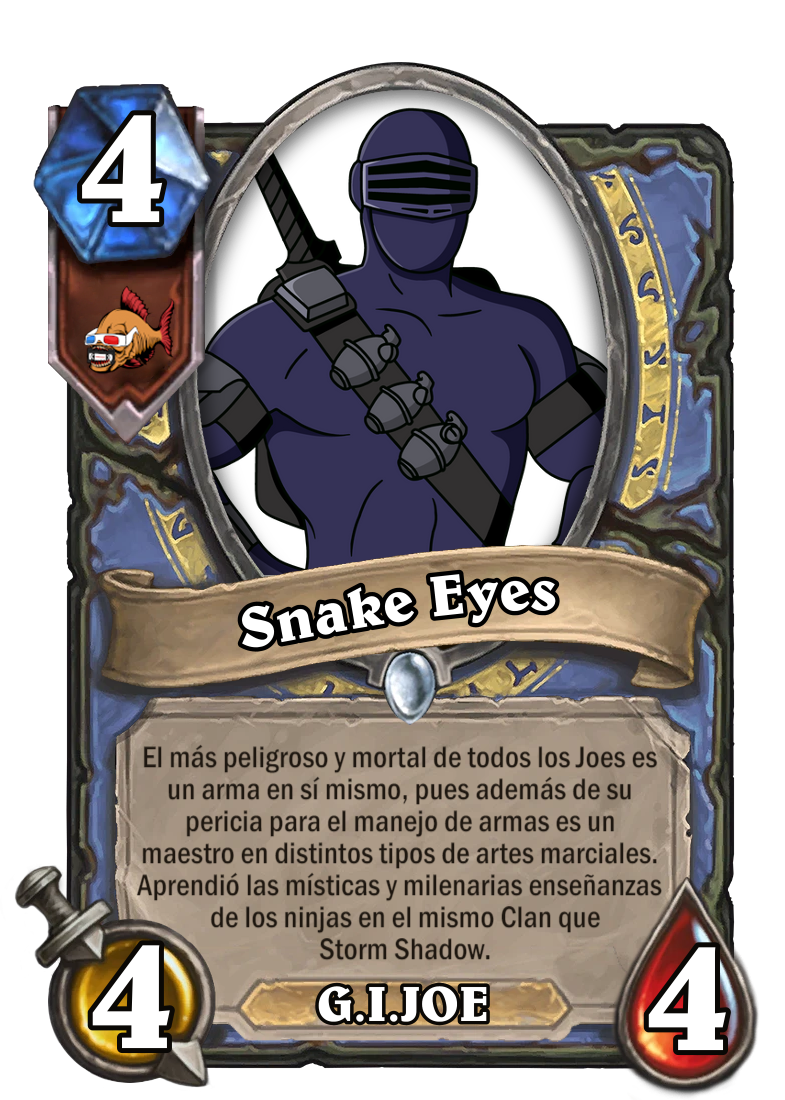 4
Snake Eyes
El más peligroso y mortal de todos los Joes es
un arma en sí mismo, pues además de su
pericia para el manejo de armas es un
maestro en distintos tipos de artes marciales.
Aprendió las místicas y milenarias enseñanzas
de los ninjas en el mismo Clan que
Storm Shadow.
4
G.I.JOE
4